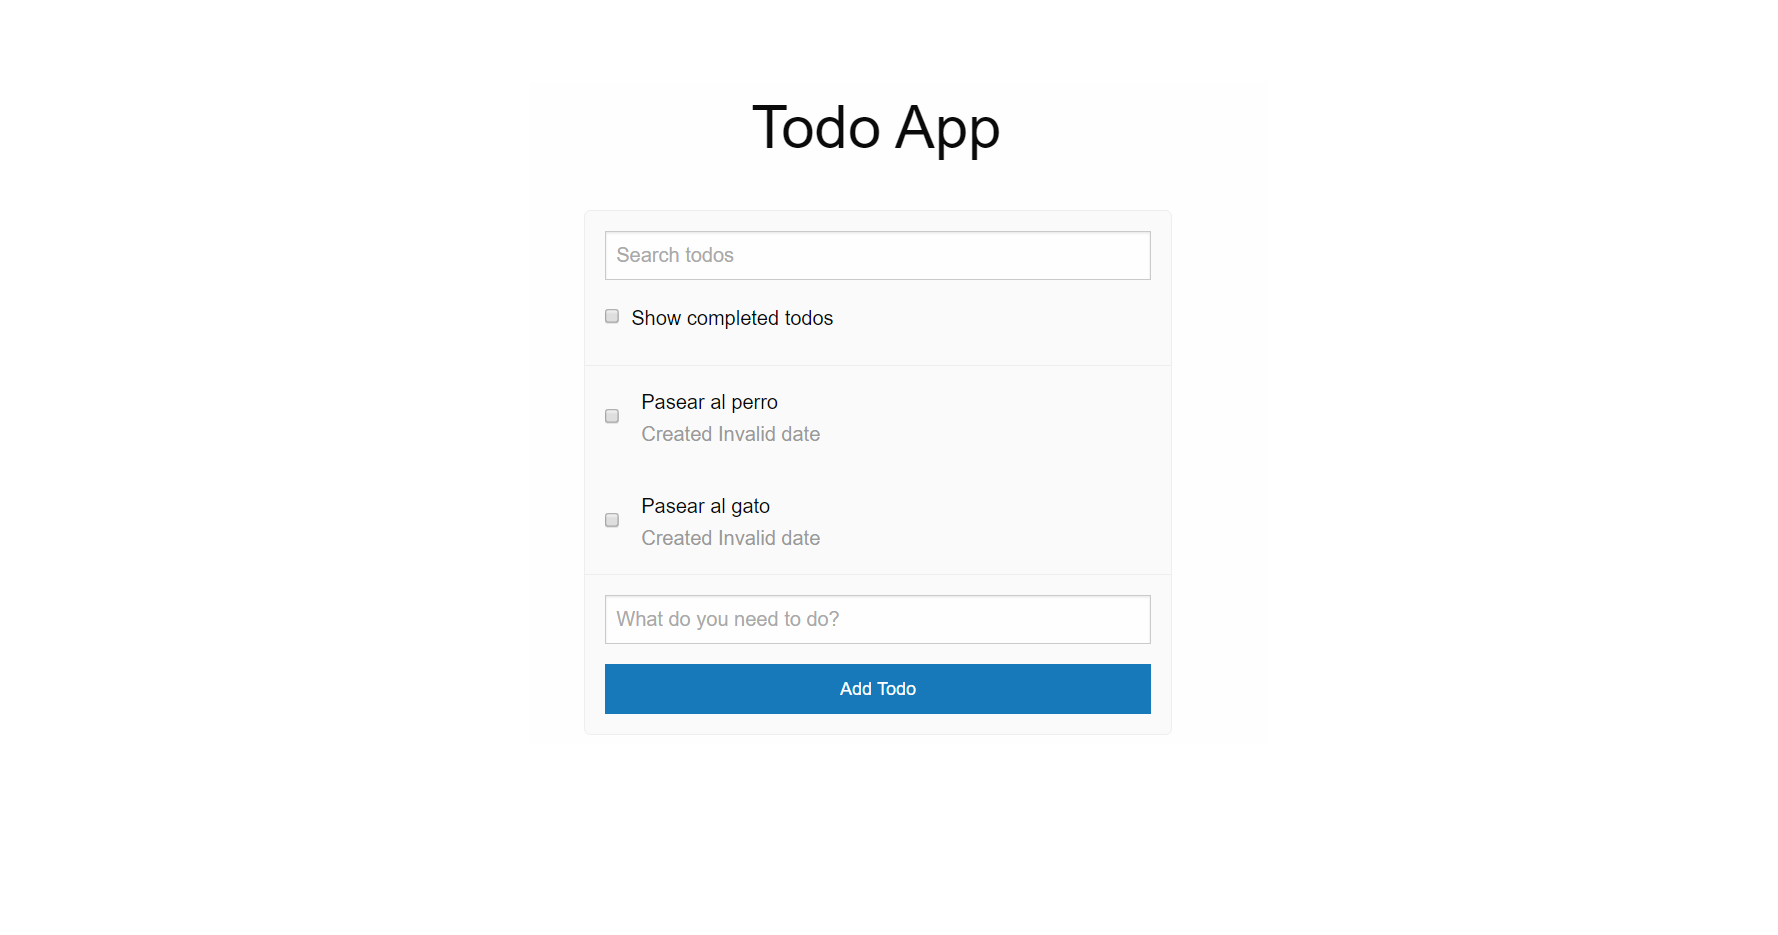 Todo App
Search todos
Show completed todos
Pasear al perro
Created Invalid date
Pasear al gato
Created Invalid date
What do you need to do?
Add Todo